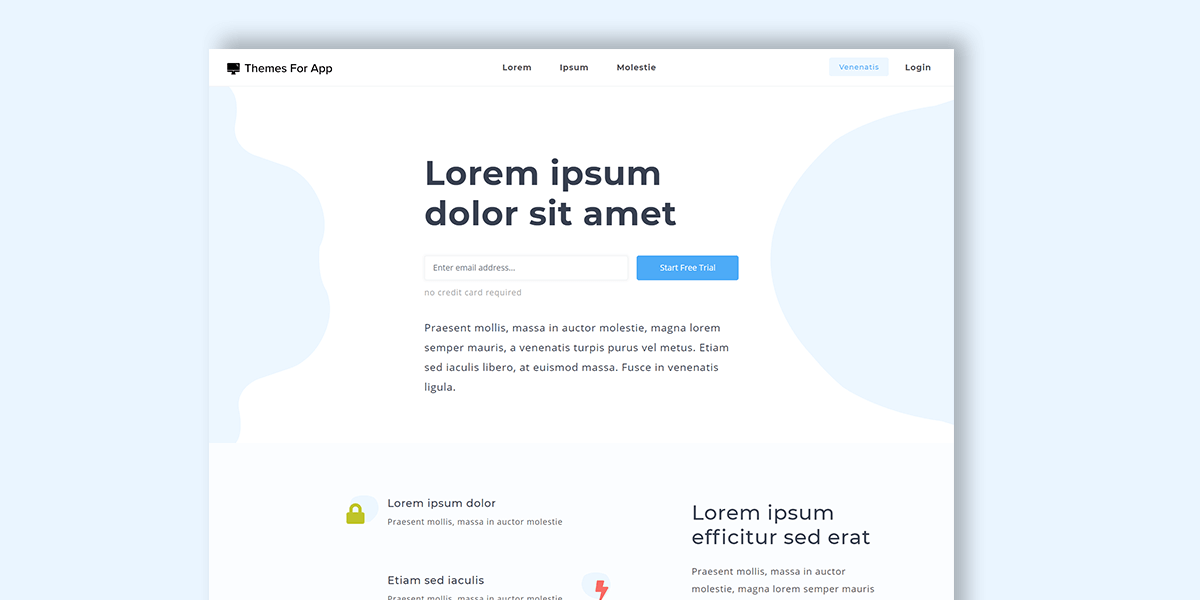 Themes For App
Lorem Ipsum Molestie
Venenatis Login
Lorem ipsum
dolor sit amet
Enter email address...
Start Free Trial
no credit card required
Praesent mollis, massa in auctor molestie, magna lorem
semper mauris, a venenatis turpis purus vel metus. Etiam
sed iaculis libero, at euismod massa. Fusce in venenatis
ligula.
Lorem ipsum dolor
Praesent mollis, massa in auctor molestie
Etiam sed iaculis
Praesent mollis, massa in auctor molestie
Lorem ipsum
efficitur sed erat
Praesent mollis, massa in auctor
molestie, magna lorem semper mauris